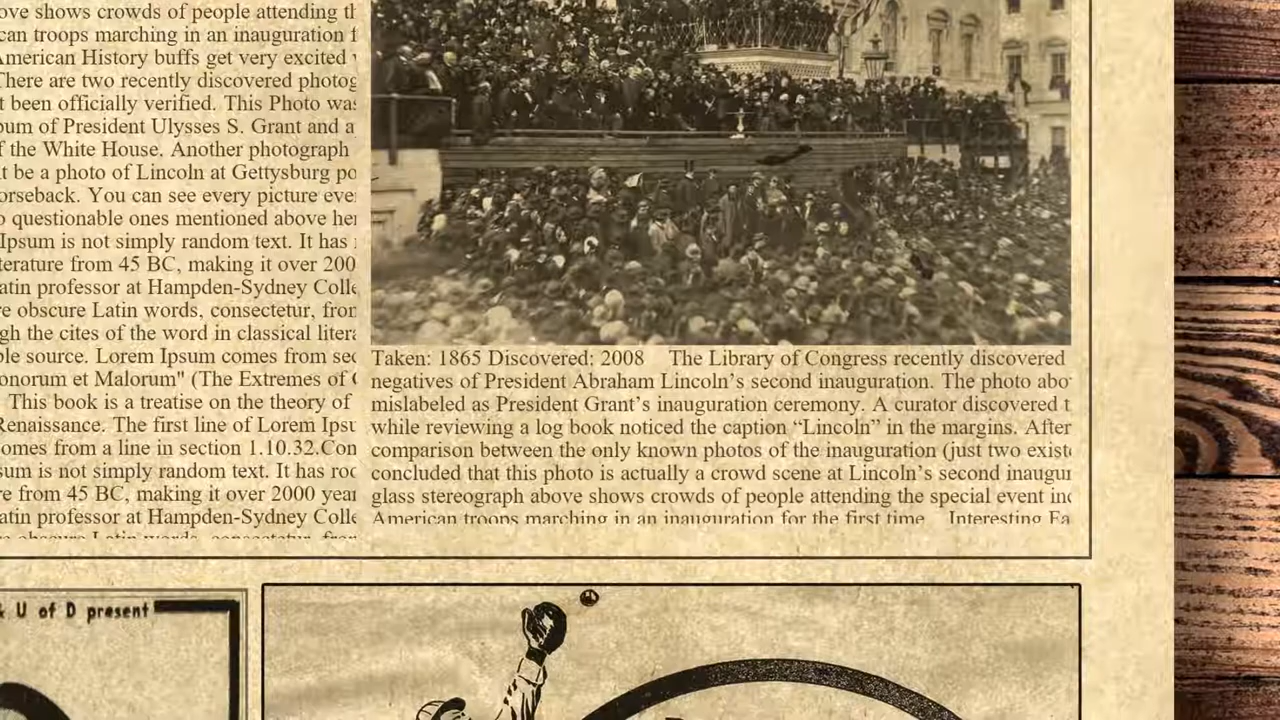 ove shows crowds of people attending th
can troops marching in an inauguration f
American History buffs get very excited
There are two recently discovered photog
t been officially verified. This Photo was
bum of President Ulysses S. Grant and a
f the White House. Another photograph
t be a photo of Lincoln at Gettysburg po
orseback. You can see every picture eve
o questionable ones mentioned above her
Ipsum is not simply random text. It has
terature from 45 BC, making it over 200
atin professor at Hampden-Sydney Colle
re obscure Latin words, consectetur, from
gh the cites of the word in classical litera
ble source. Lorem Ipsum comes from sec
onorum et Malorum" (The Extremes of
This book is a treatise on the theory of
Renaissance. The first line of Lorem Ipsu
omes from a line in section 1.10.32.Con
sum is not simply random text. It has roo
re from 45 BC, making it over 2000 year
atin professor at Hampden-Sydney Colle
re obscure Latin words, consectetur, from
Taken: 1865 Discovered: 2008 The Library of Congress recently discovered
negatives of President Abraham Lincoln's second inauguration. The photo abo
mislabeled as President Grant's inauguration ceremony. A curator discovered t
while reviewing a log book noticed the caption “Lincoln” in the margins. After
comparison between the only known photos of the inauguration (just two exist
concluded that this photo is actually a crowd scene at Lincoln's second inaugur
glass stereograph above shows crowds of people attending the special event inc
American troops marching in an inauguration for the first time. Interesting Fa
& U of D present